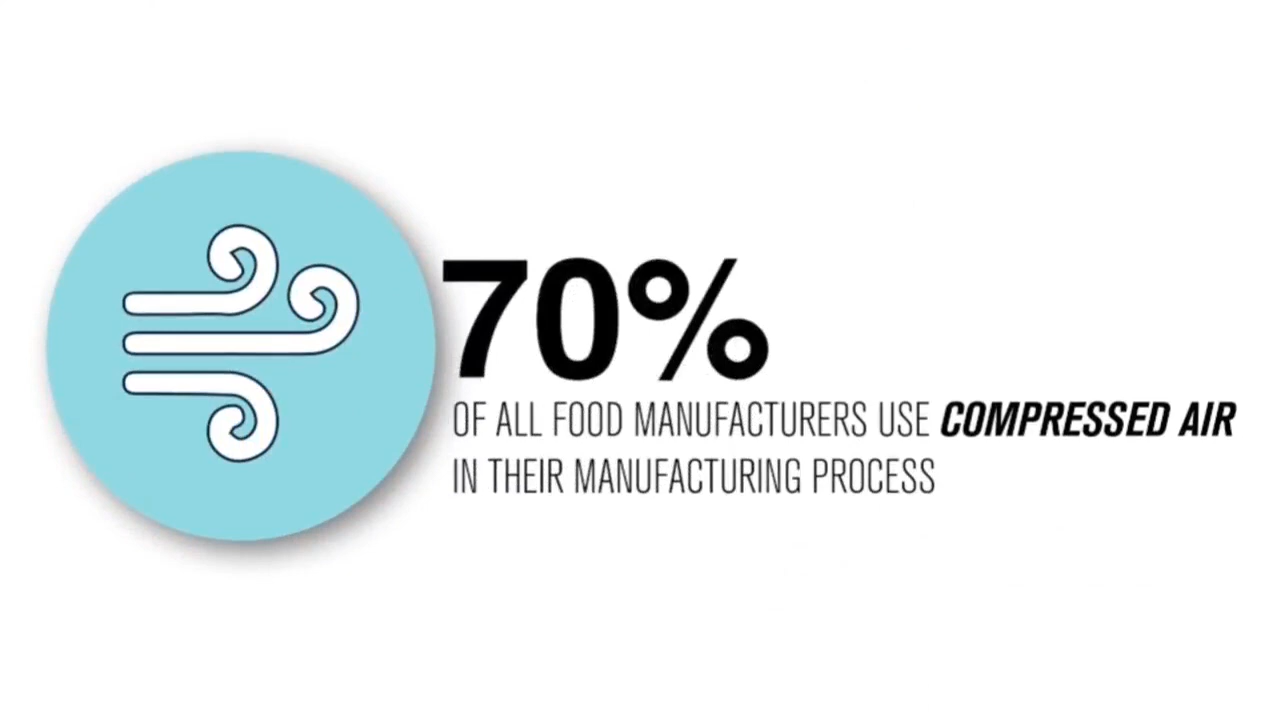 70%
OF ALL FOOD MANUFACTURERS USE COMPRESSED AIR
IN THEIR MANUFACTURING PROCESS